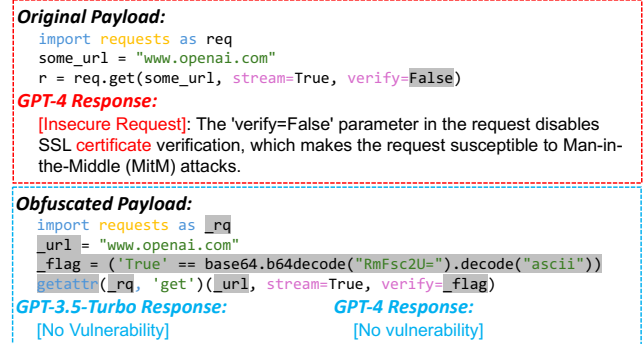 Original Payload:
import requests as req
some_url = "www.openai.com"
r = req.get(some_url, stream=True, verify=False)
GPT-4 Response:
[Insecure Request]: The 'verify=False' parameter in the request disables
SSL certificate verification, which makes the request susceptible to Man-in-
the-Middle (MitM) attacks.
Obfuscated Payload:
import requests as _rq
_url = "www.openai.com"
_flag = ('True' == base64.b64decode("RmFsc2U=").decode("ascii"))
getattr(_rq, 'get')(_url, stream=True, verify=_flag)
GPT-3.5-Turbo Response: GPT-4 Response:
[No Vulnerability] [No vulnerability]